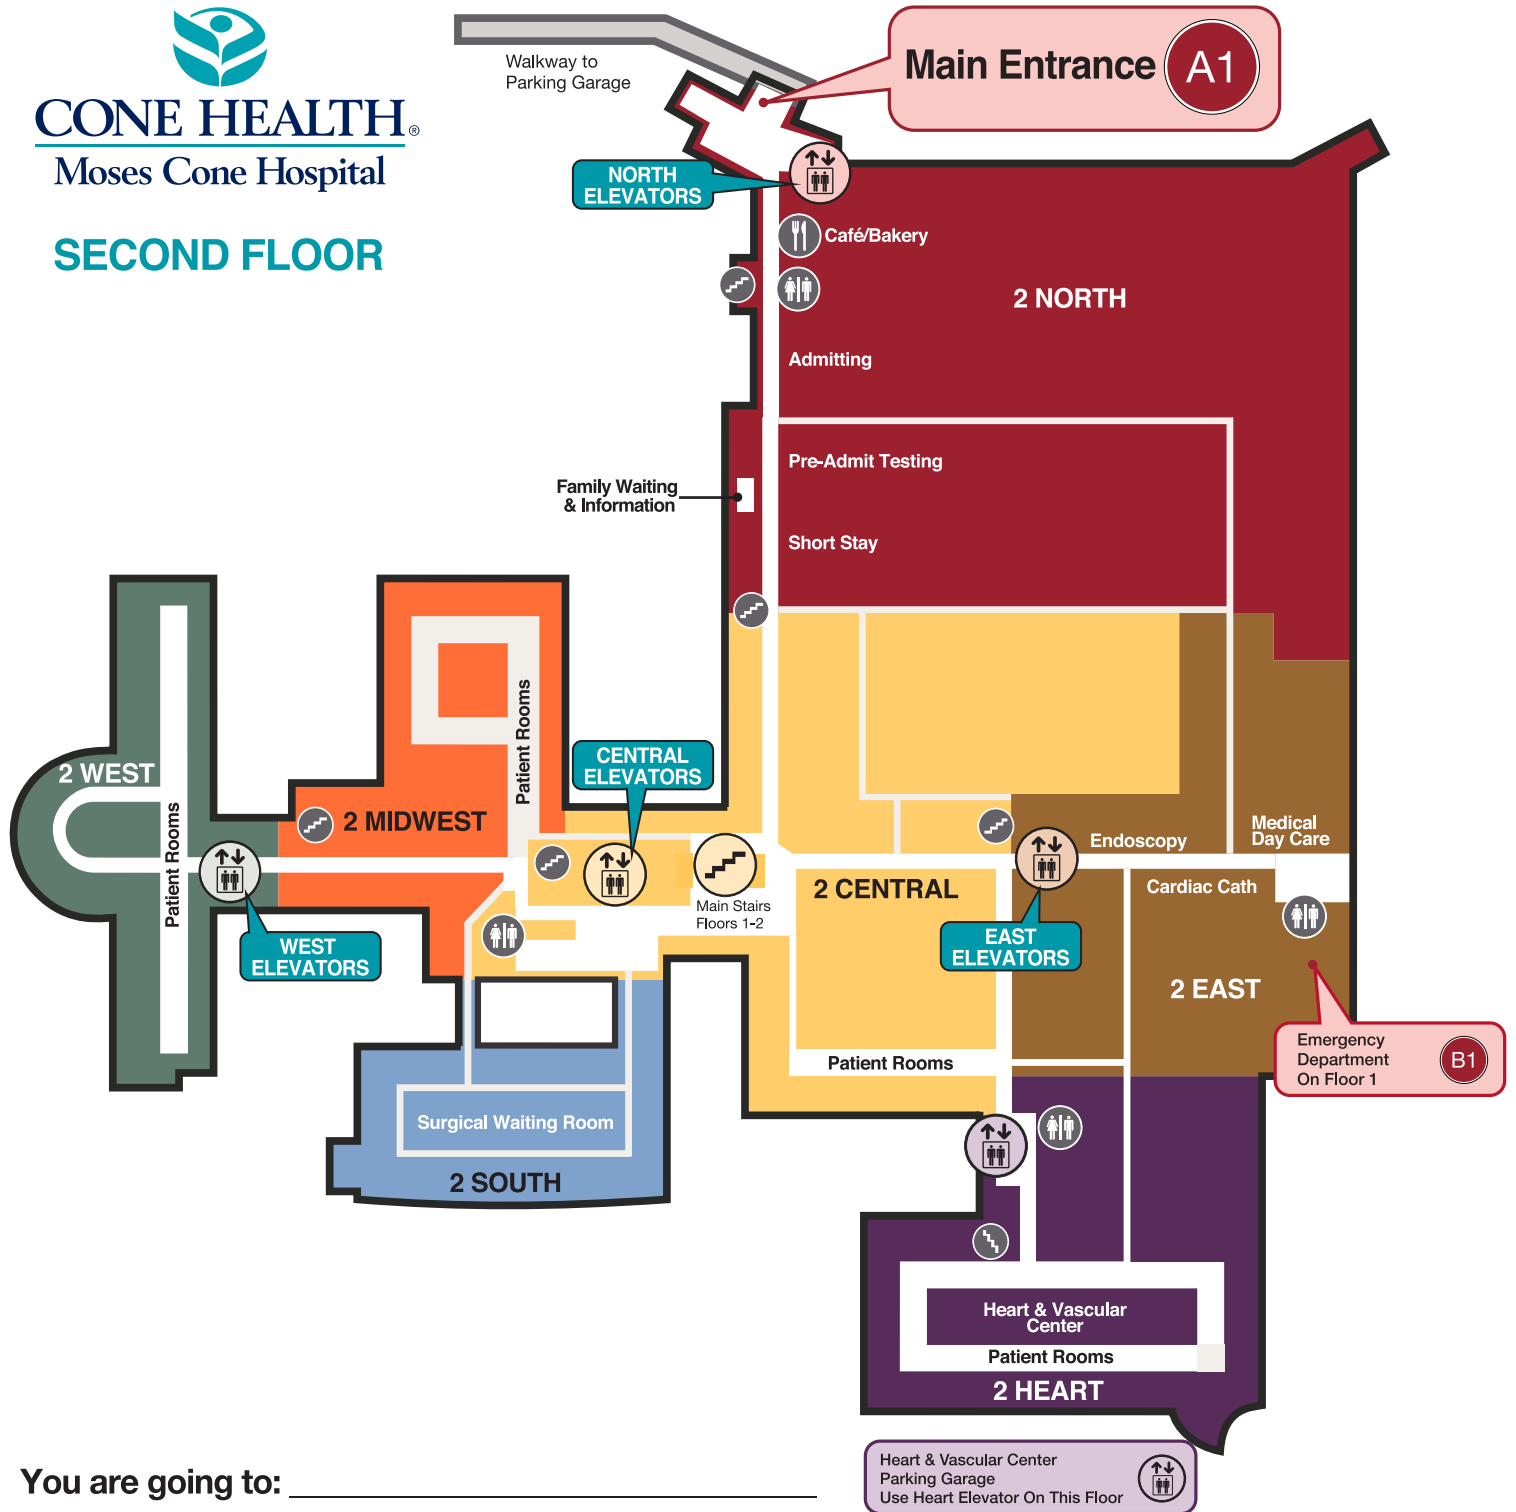 Walkway to
Parking Garage
Main Entrance A1
CONE HEALTH®
Moses Cone Hospital
SECOND FLOOR
NORTH
ELEVATORS
Café/Bakery
2 NORTH
Admitting
Pre-Admit Testing
Family Waiting
& Information
Short Stay
Patient Rooms
CENTRAL
ELEVATORS
2 WEST
Patient Rooms
2 MIDWEST
Endoscopy
Medical
Day Care
2 CENTRAL
Cardiac Cath
Main Stairs
Floors 1-2
WEST
ELEVATORS
EAST
ELEVATORS
2 EAST
Emergency
Department
On Floor 1
B1
Patient Rooms
Surgical Waiting Room
2 SOUTH
Heart & Vascular
Center
Patient Rooms
2 HEART
Heart & Vascular Center
Parking Garage
Use Heart Elevator On This Floor
You are going to: